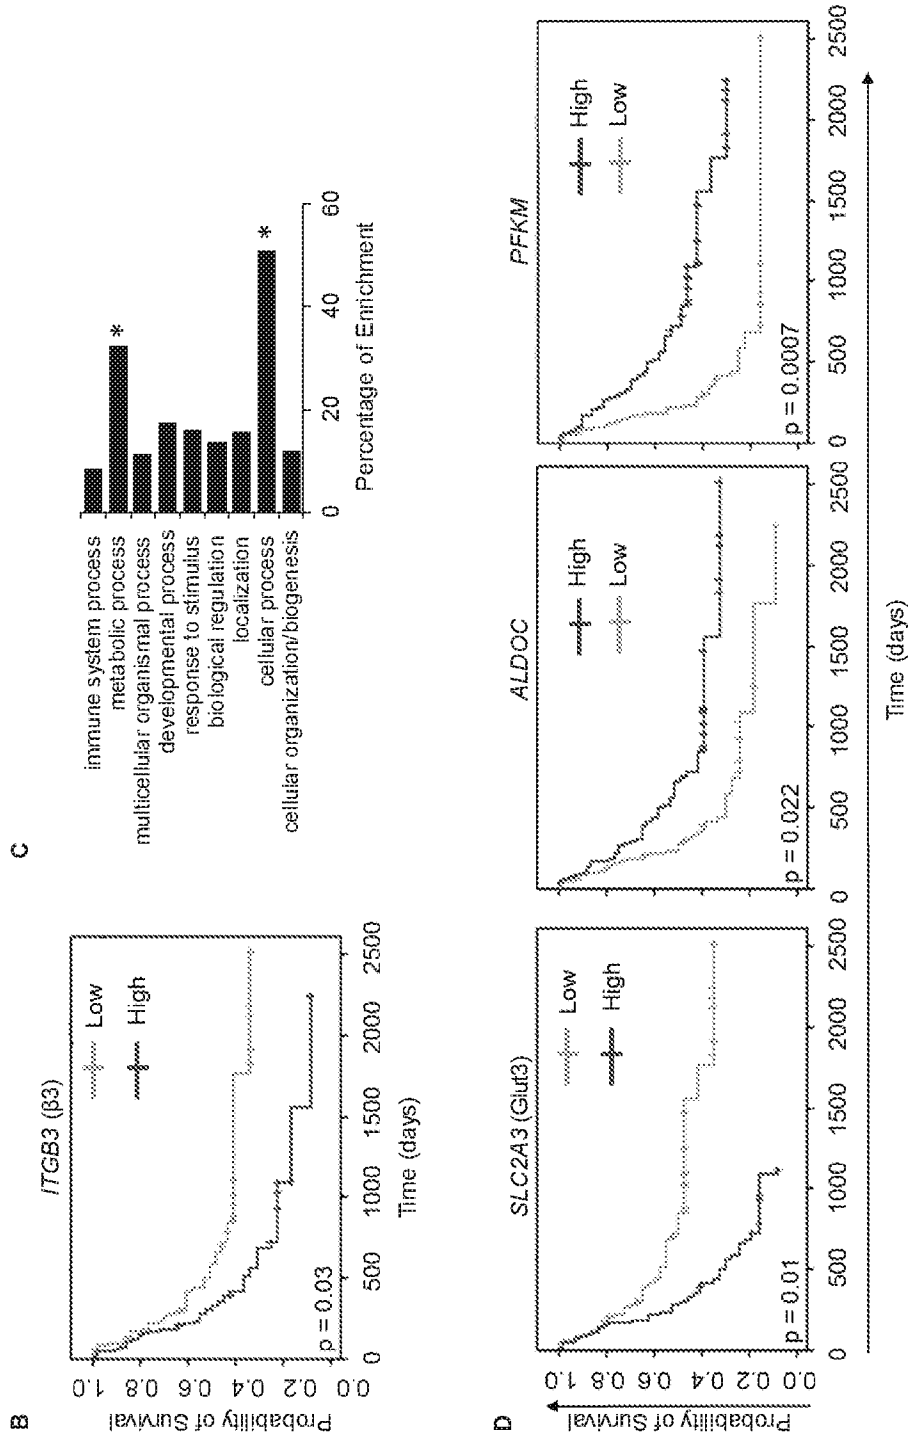 B
ITGB3 (β3)
Low
High
p = 0.03
Probability of Survival
1.0
0.8
0.6
0.4
0.2
0.0
0 500 1000 1500 2000 2500
Time (days)
C
immune system process
metabolic process
multicellular organismal process
developmental process
response to stimulus
biological regulation
localization
cellular process
cellular organization/biogenesis
*
*
0 20 40 60
Percentage of Enrichment
D
SLC2A3 (Glut3)
Low
High
p = 0.01
Probability of Survival
1.0
0.8
0.6
0.4
0.2
0.0
0 500 1000 1500 2000 2500
ALDOC
High
Low
p = 0.022
0 500 1000 1500 2000 2500
PFKM
High
Low
p = 0.0007
0 500 1000 1500 2000 2500
Time (days)